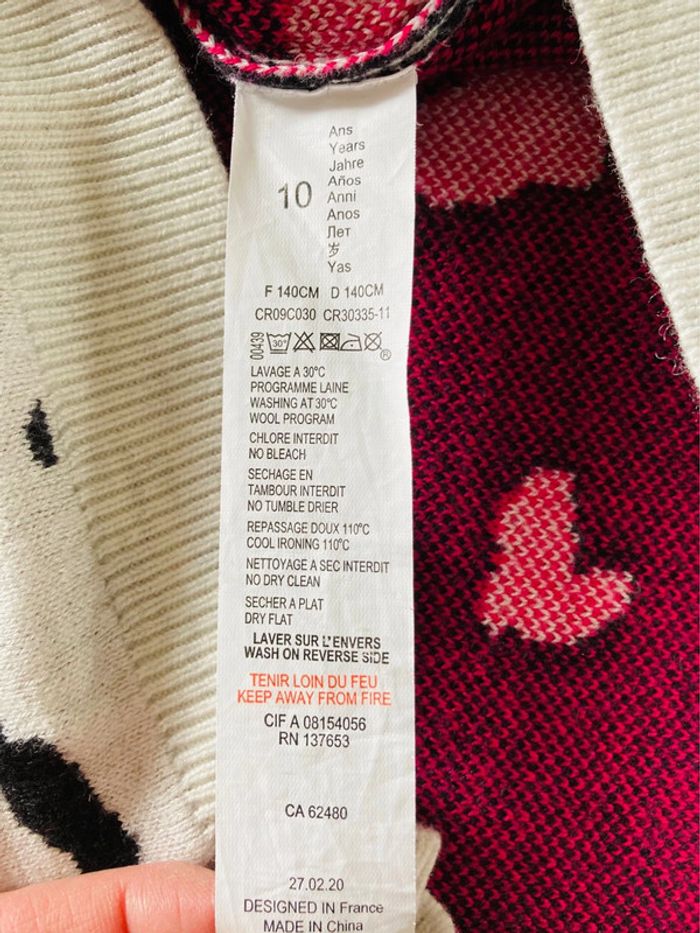 Ans
Years
Jahre
Años
10
Anni
Anos
Лет
岁
Yas
F 140CM D 140CM
CR09C030 CR30335-11
00439 30° R
LAVAGE A 30°C
PROGRAMME LAINE
WASHING AT 30°C
WOOL PROGRAM
CHLORE INTERDIT
NO BLEACH
SECHAGE EN
TAMBOUR INTERDIT
NO TUMBLE DRIER
REPASSAGE DOUX 110°C
COOL IRONING 110°C
NETTOYAGE A SEC INTERDIT
NO DRY CLEAN
SECHER A PLAT
DRY FLAT
LAVER SUR L'ENVERS
WASH ON REVERSE SIDE
TENIR LOIN DU FEU
KEEP AWAY FROM FIRE
CIF A 08154056
RN 137653
CA 62480
27.02.20
DESIGNED IN France
MADE IN China